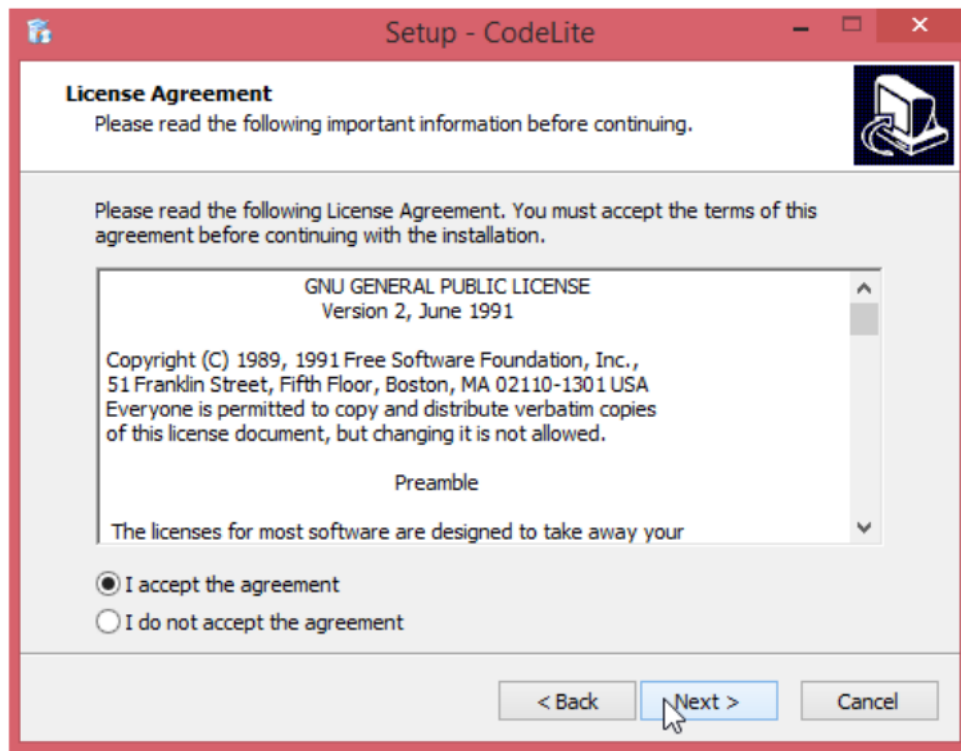 Setup - CodeLite
License Agreement
Please read the following important information before continuing.
Please read the following License Agreement. You must accept the terms of this
agreement before continuing with the installation.
GNU GENERAL PUBLIC LICENSE
Version 2, June 1991
Copyright (C) 1989, 1991 Free Software Foundation, Inc.,
51 Franklin Street, Fifth Floor, Boston, MA 02110-1301 USA
Everyone is permitted to copy and distribute verbatim copies
of this license document, but changing it is not allowed.
Preamble
The licenses for most software are designed to take away your
I accept the agreement
I do not accept the agreement
< Back Next > Cancel